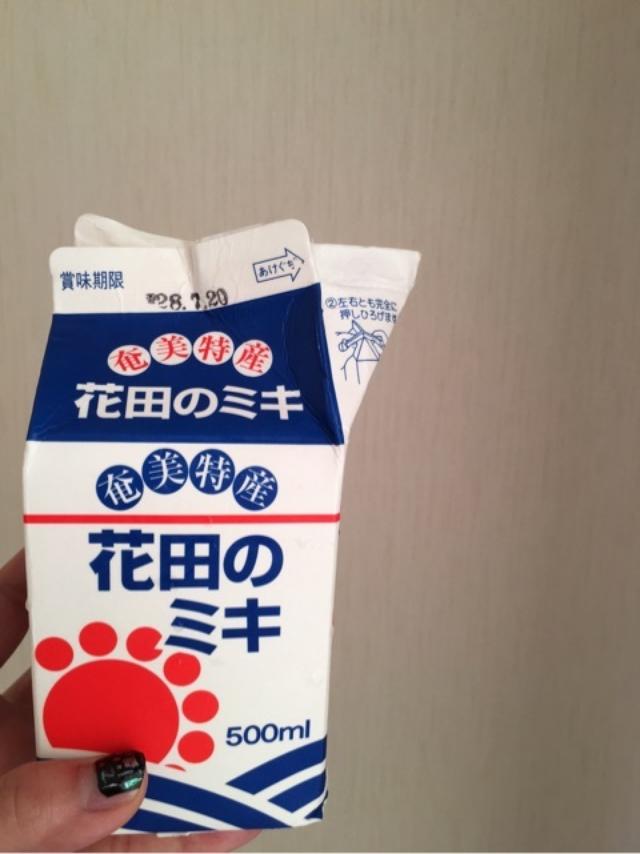 賞味期限
あけぐち
28.7.20
②左右とも完全に
押しひろげます
奄美特産
花田のミキ
奄美特産
花田の
ミキ
500ml